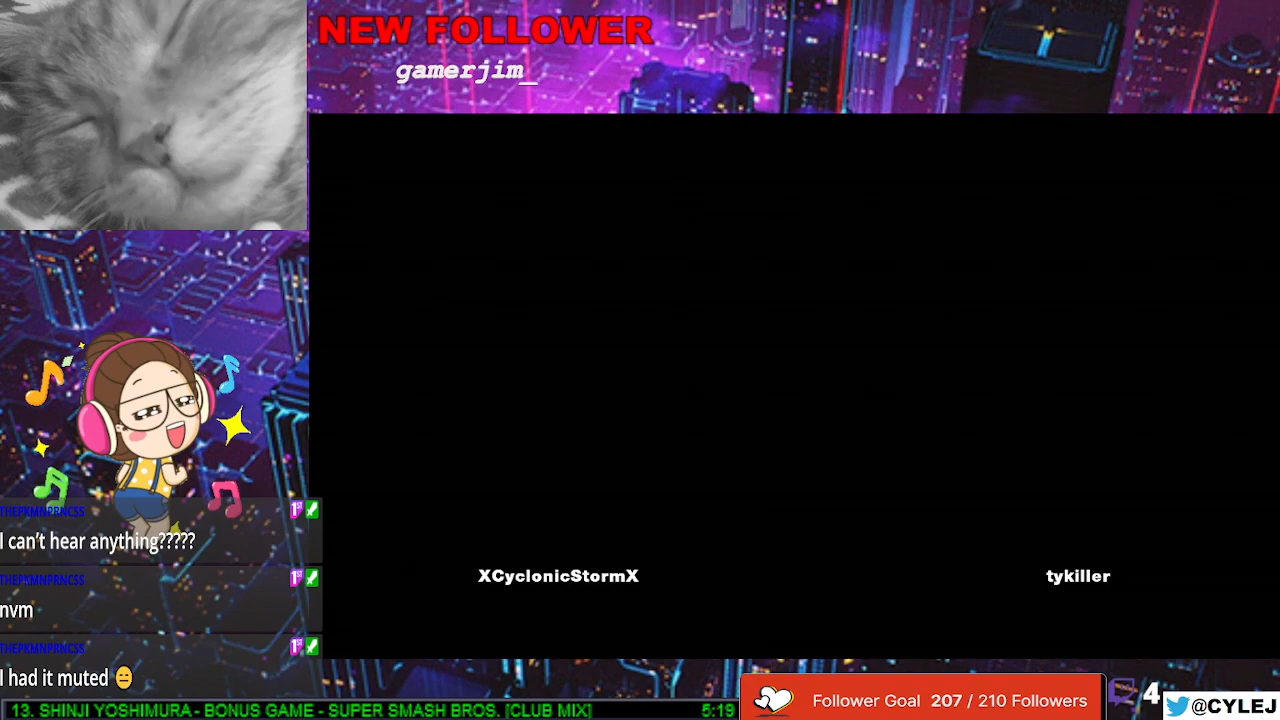 NEW FOLLOWER
gamerjim_
THEPKMNPRNCSS
I can't hear anything?????
THEPKMNPRNCSS
nvm
THEPKMNPRNCSS
I had it muted 😑
XCyclonicStormX
tykiller
13. SHINJI YOSHIMURA - BONUS GAME - SUPER SMASH BROS. [CLUB MIX] 5:19
Follower Goal 207 / 210 Followers
4
@CYLEJ